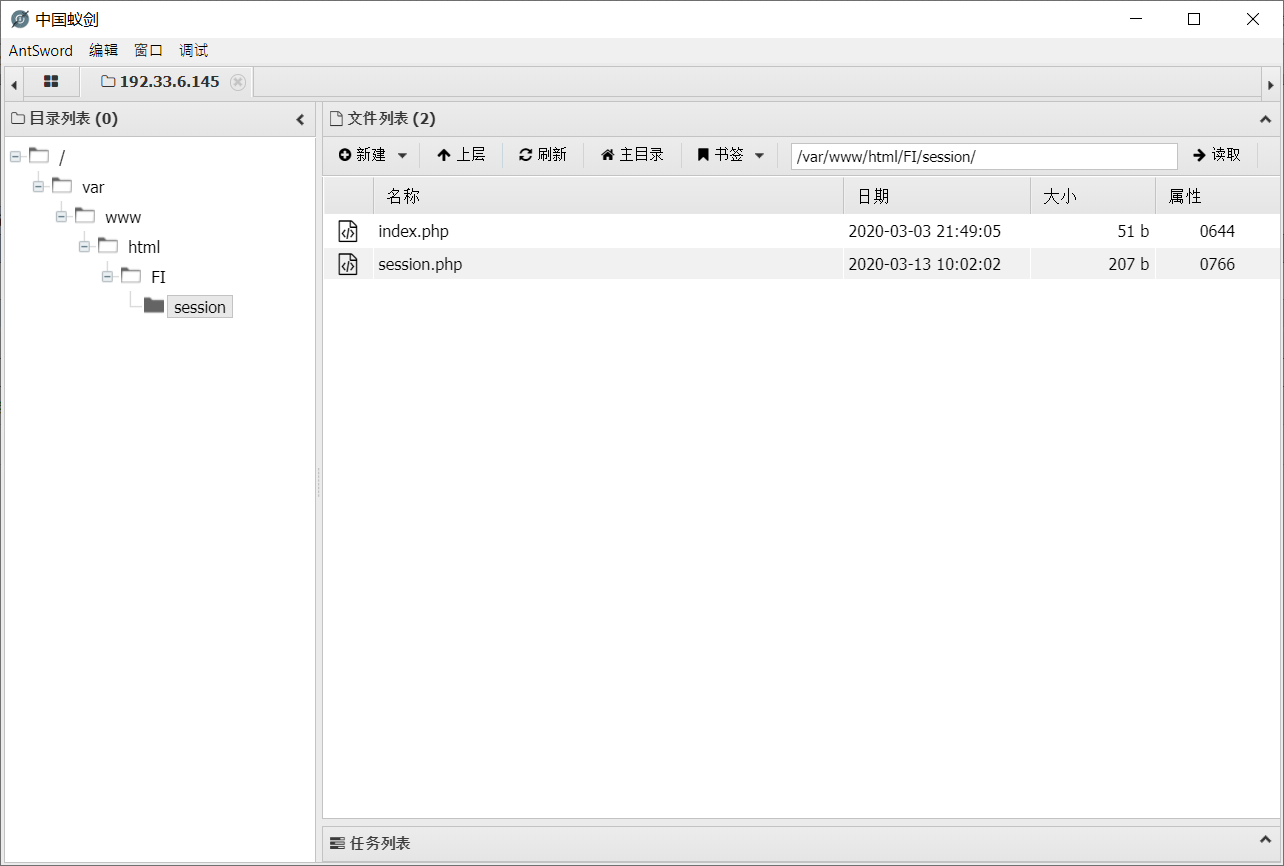 中国蚁剑
AntSword 编辑 窗口 调试
192.33.6.145
目录列表 (0)
/
var
www
html
FI
session
文件列表 (2)
新建 上层 刷新 主目录 书签 /var/www/html/FI/session/ 读取
名称 日期 大小 属性
index.php 2020-03-03 21:49:05 51 b 0644
session.php 2020-03-13 10:02:02 207 b 0766
任务列表